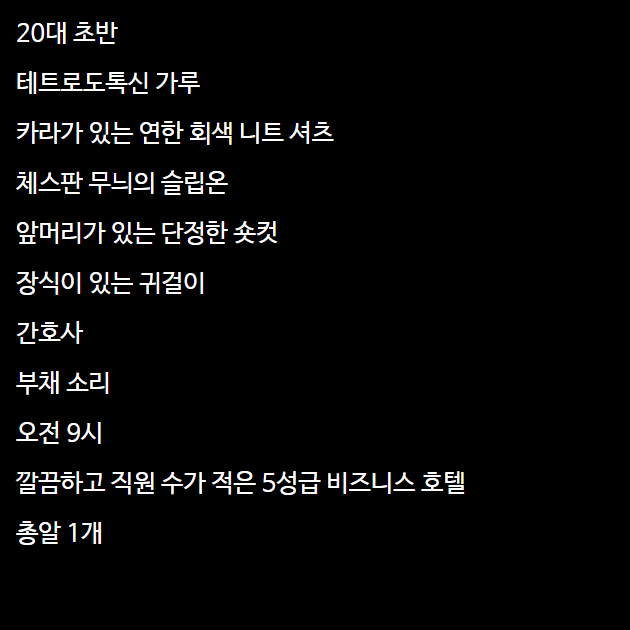 20대 초반
테트로도톡신 가루
카라가 있는 연한 회색 니트 셔츠
체스판 무늬의 슬립온
앞머리가 있는 단정한 숏컷
장식이 있는 귀걸이
간호사
부채 소리
오전 9시
깔끔하고 직원 수가 적은 5성급 비즈니스 호텔
총알 1개